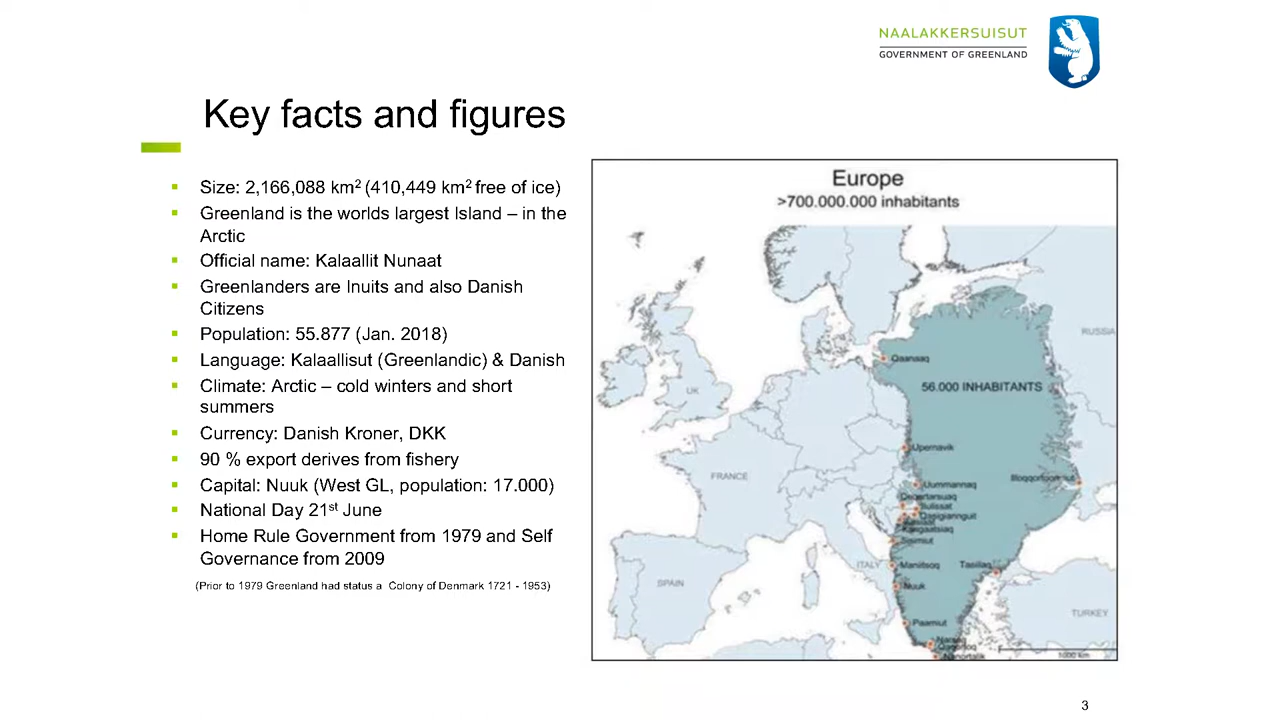 NAALAKKERSUISUT
GOVERNMENT OF GREENLAND
Key facts and figures
Size: 2,166,088 km² (410,449 km² free of ice)
Greenland is the worlds largest Island – in the
Arctic
Official name: Kalaallit Nunaat
Greenlanders are Inuits and also Danish
Citizens
Population: 55.877 (Jan. 2018)
Language: Kalaallisut (Greenlandic) & Danish
Climate: Arctic – cold winters and short
summers
Currency: Danish Kroner, DKK
90 % export derives from fishery
Capital: Nuuk (West GL, population: 17.000)
National Day 21st June
Home Rule Government from 1979 and Self
Governance from 2009
(Prior to 1979 Greenland had status a Colony of Denmark 1721 - 1953)
Europe
>700.000.000 inhabitants
RUSSIA
Qaanaaq
56.000 INHABITANTS
UK
Upernavik
FRANCE
Uummannaq
Ilulissat
Qasigiannguit
Sisimiut
ITALY
Maniitsoq
Tasiilaq
SPAIN
Nuuk
TURKEY
Paamiut
Narsaq
Qaqortoq
Nanortalik
1000 km
3